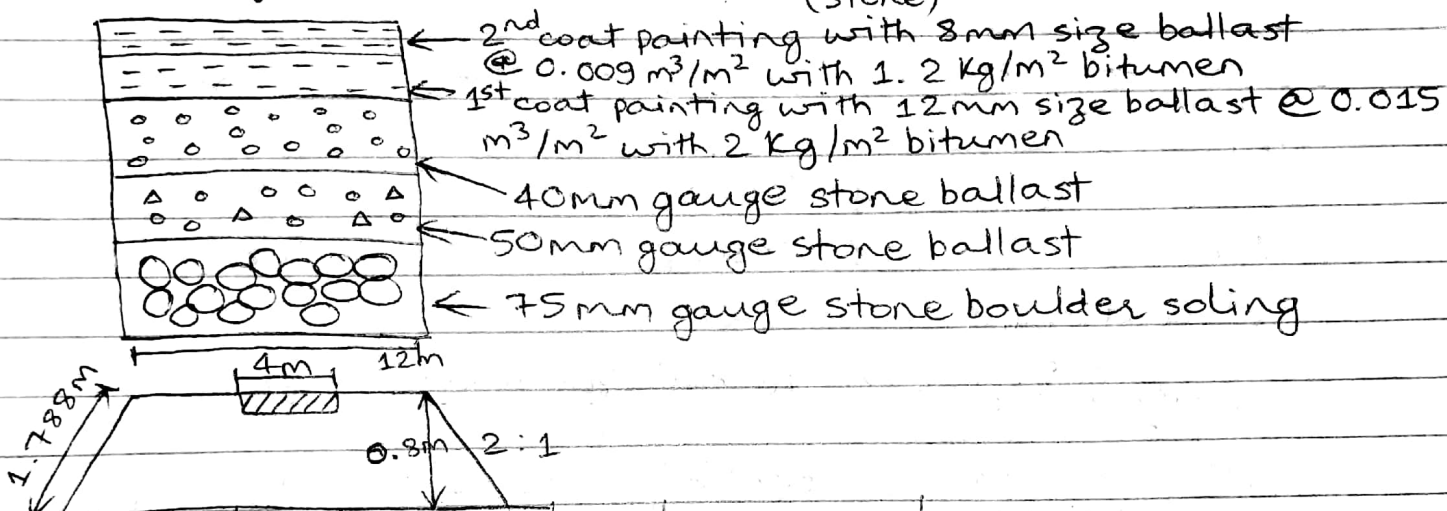 (stone)
2nd coat painting with 8mm size ballast
@ 0.009 m³/m² with 1.2 Kg/m² bitumen
1st coat painting with 12mm size ballast @ 0.015
m³/m² with 2 Kg/m² bitumen
40mm gauge stone ballast
50mm gauge stone ballast
75mm gauge stone boulder soling
12m
4m
1.788m
0.8m
2:1